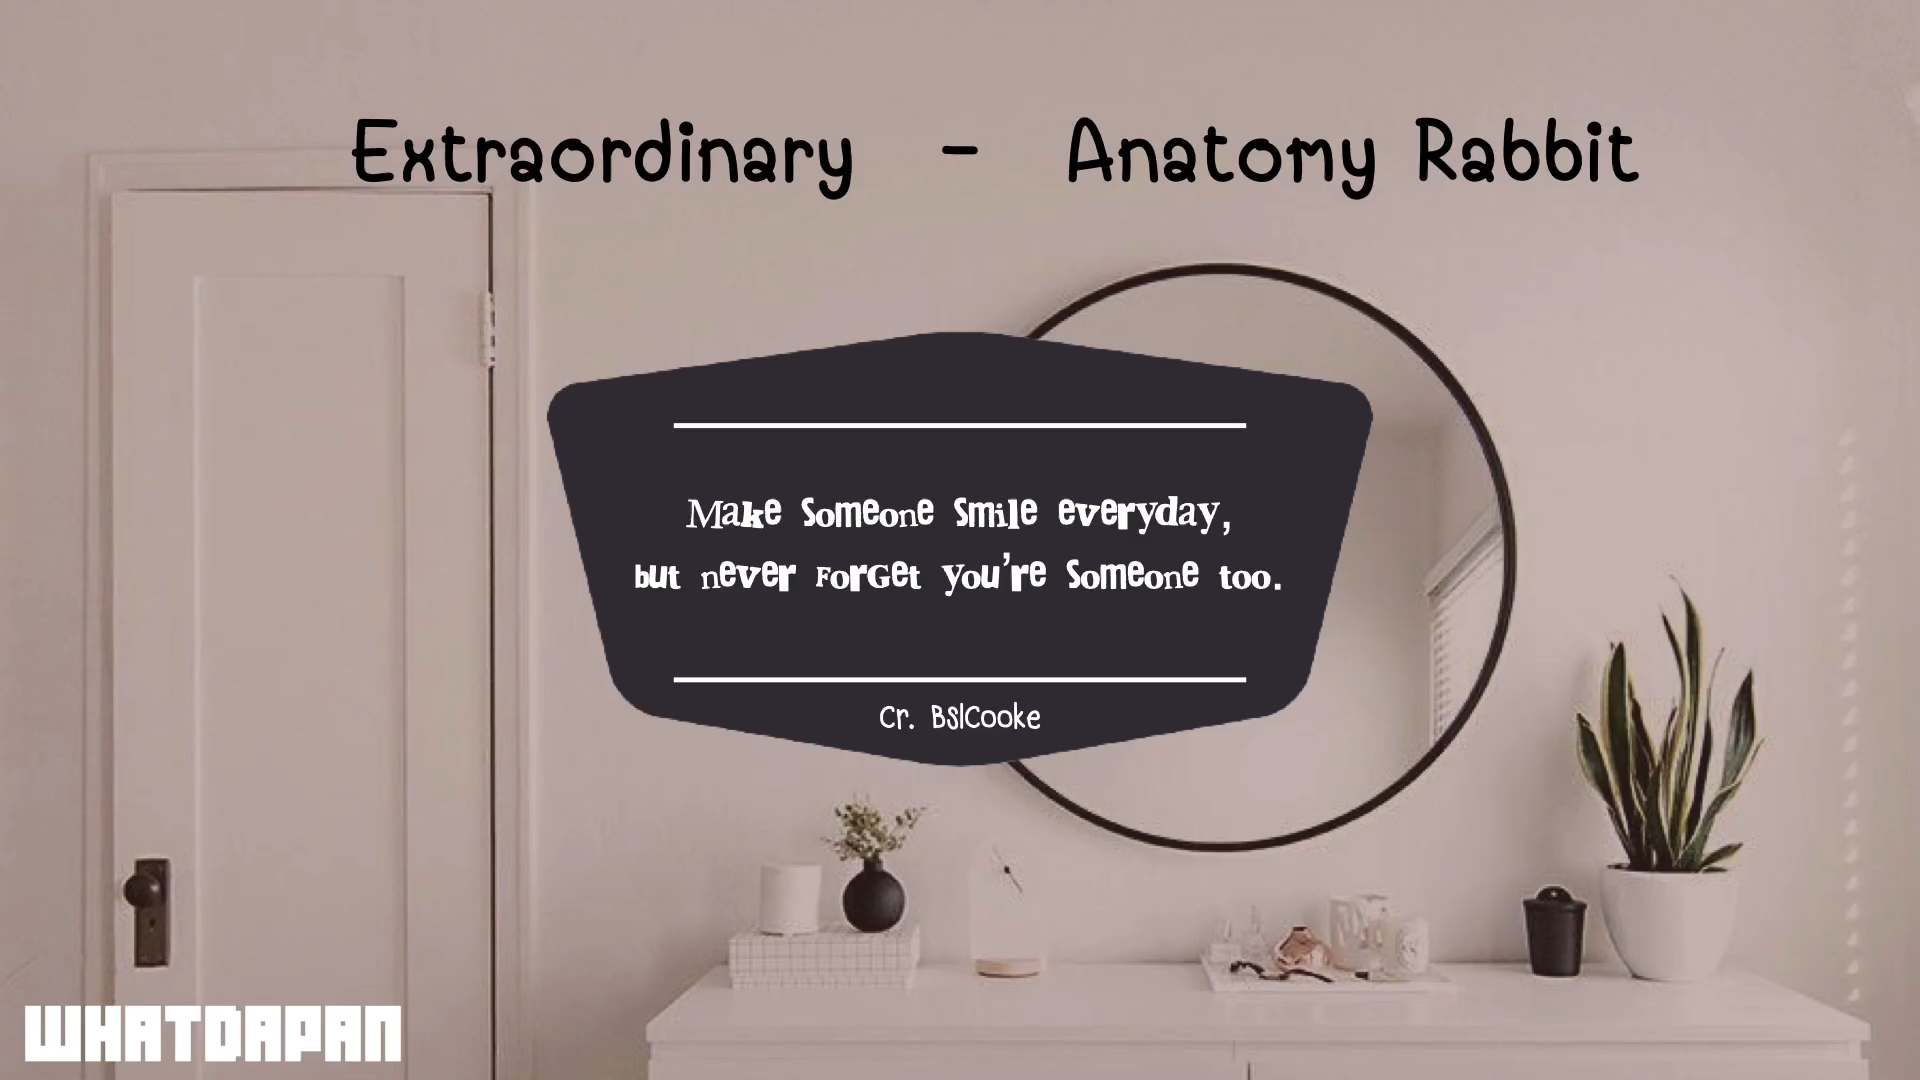 Extraordinary - Anatomy Rabbit
Make Someone Smile everyday,
but never Forget you're Someone too.
Cr. BslCooke
WHATDAPAN